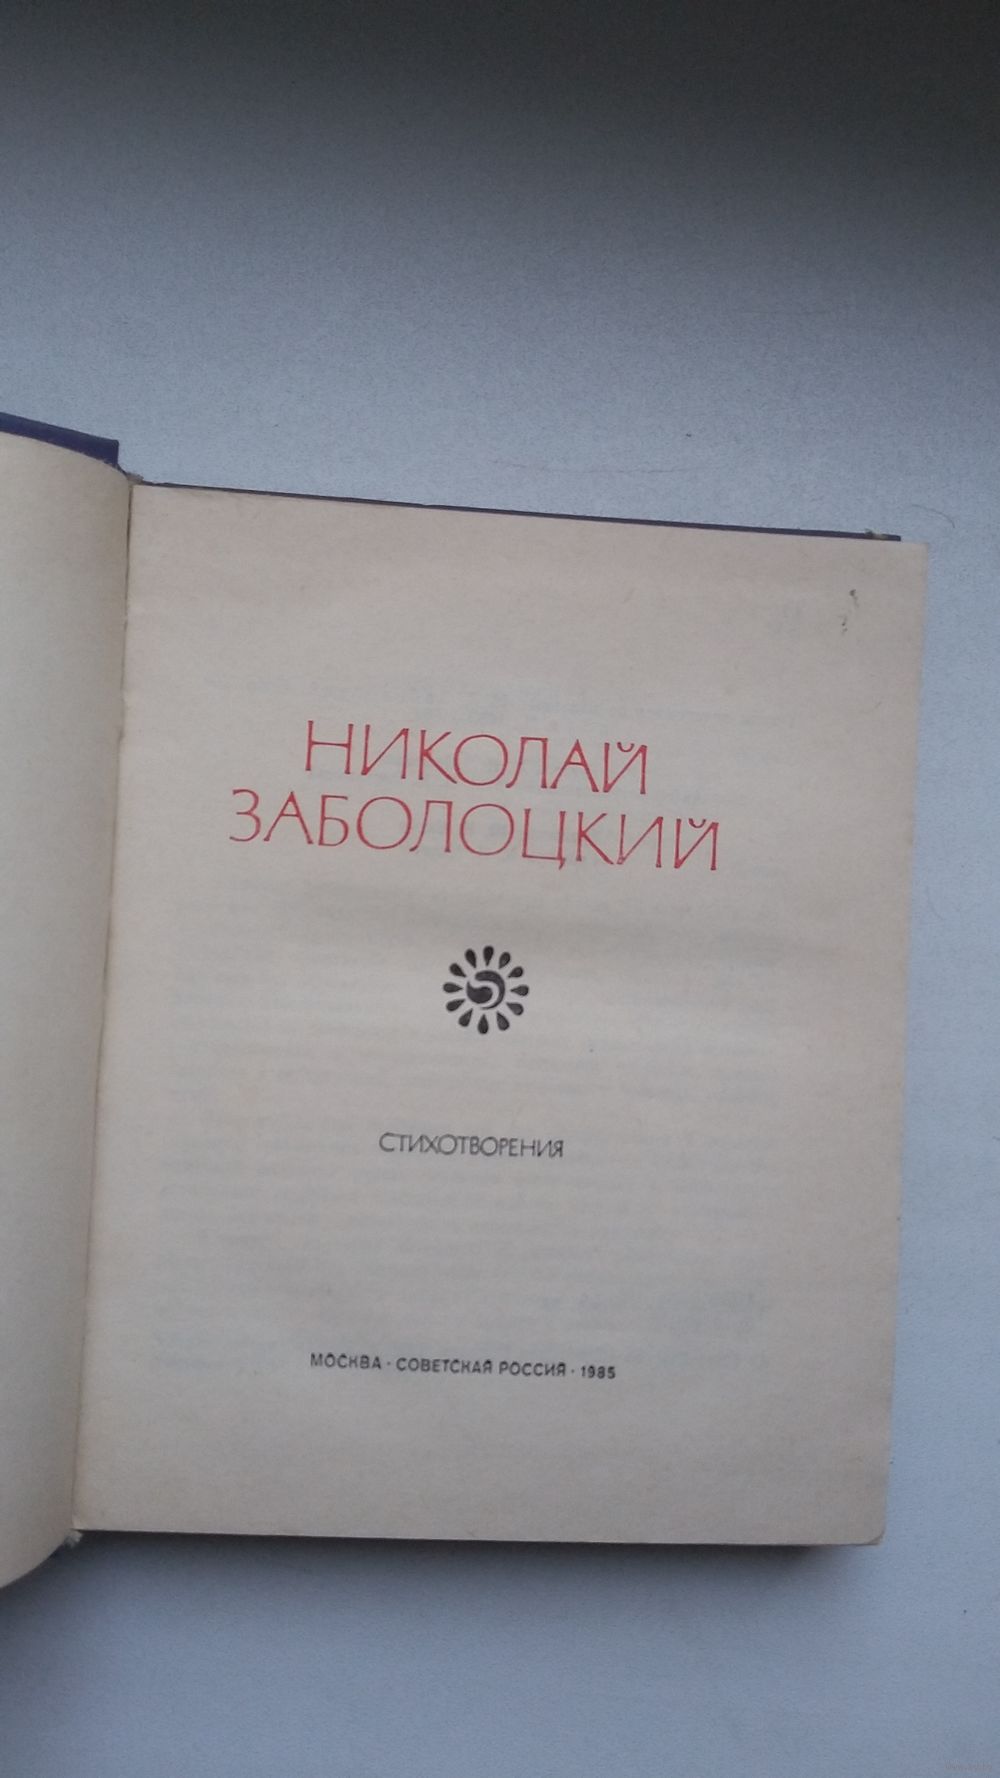 НИКОЛАЙ
ЗАБОЛОЦКИЙ
СТИХОТВОРЕНИЯ
МОСКВА · СОВЕТСКАЯ РОССИЯ · 1985